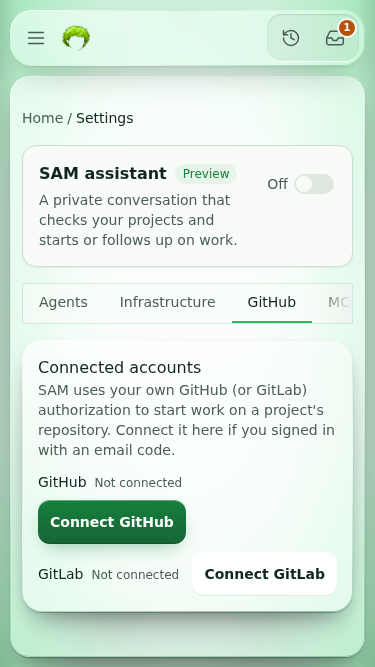 1
Home / Settings
SAM assistant Preview
Off
A private conversation that
checks your projects and
starts or follows up on work.
Agents Infrastructure GitHub MC
Connected accounts
SAM uses your own GitHub (or GitLab)
authorization to start work on a project's
repository. Connect it here if you signed in
with an email code.
GitHub Not connected
Connect GitHub
GitLab Not connected Connect GitLab